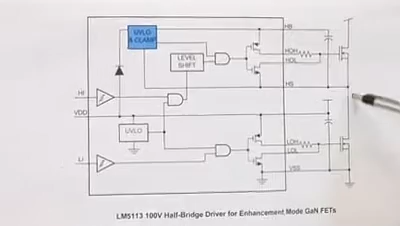 UVLO
& CLAMP
HB
LEVEL
SHIFT
HOH
HOL
HS
HI
VDD
UVLO
LI
LOH
LOL
VSS
LM5113 100V Half-Bridge Driver for Enhancement Mode GaN FETs